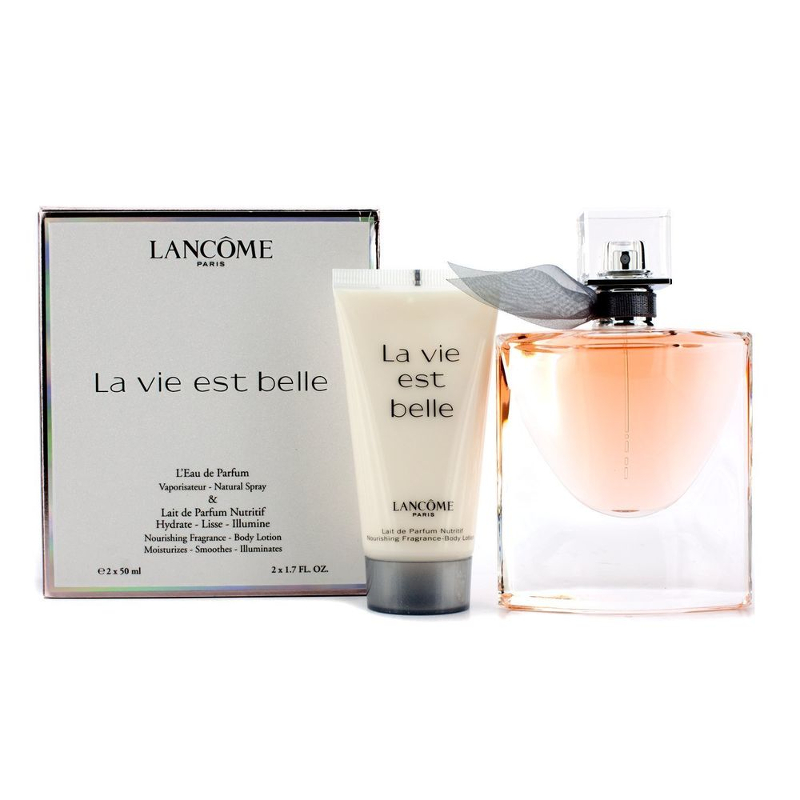 LANCÔME
PARIS
La vie est belle
L'Eau de Parfum
Vaporisateur - Natural Spray
&
Lait de Parfum Nutritif
Hydrate - Lisse - Illumine
Nourishing Fragrance - Body Lotion
Moisturizes - Smoothes - Illuminates
e 2 x 50 ml 2 x 1.7 FL. OZ.
La vie
est
belle
LANCÔME
PARIS
Lait de Parfum Nutritif
Nourishing Fragrance-Body Lotion